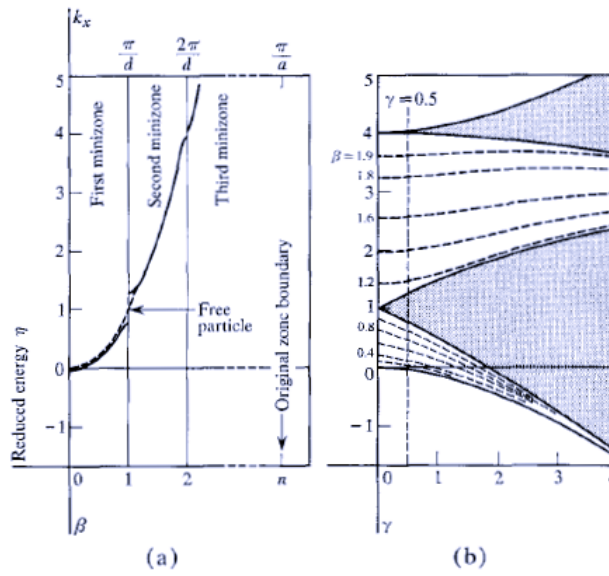 k_x
π/d
2π/d
π/a
5
4
3
2
1
0
−1
Reduced energy η
First minizone
Second minizone
Third minizone
Free
particle
Original zone boundary
0
1
2
n
β
(a)
5
γ = 0.5
4
β = 1.9
1.8
3
1.6
2
1.2
1
0.8
0.4
0
−1
0
1
2
3
γ
(b)